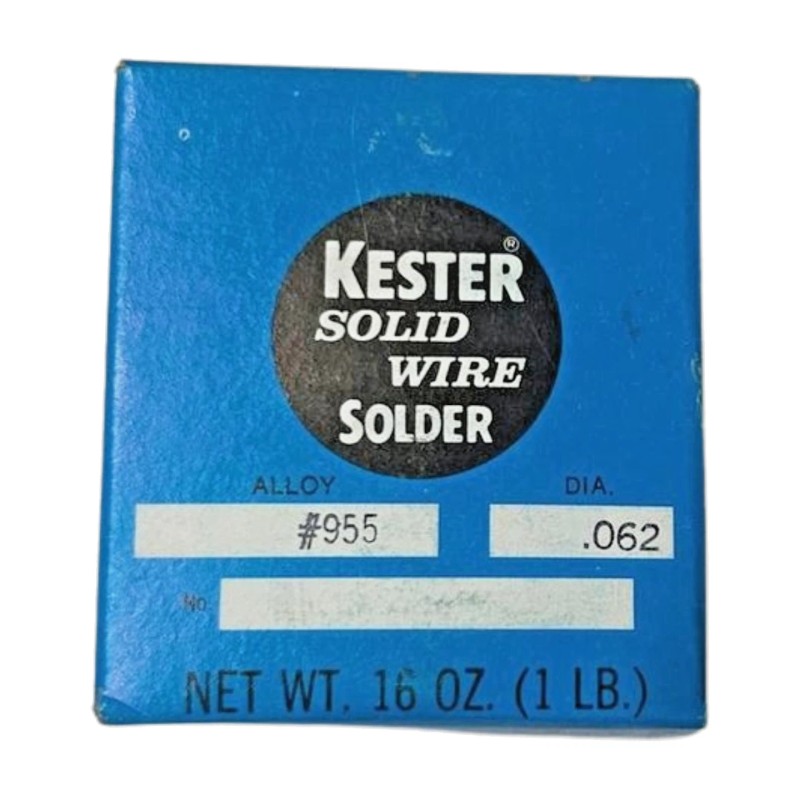 KESTER®
SOLID
WIRE
SOLDER
ALLOY DIA.
#955 .062
No.
NET WT. 16 OZ. (1 LB.)